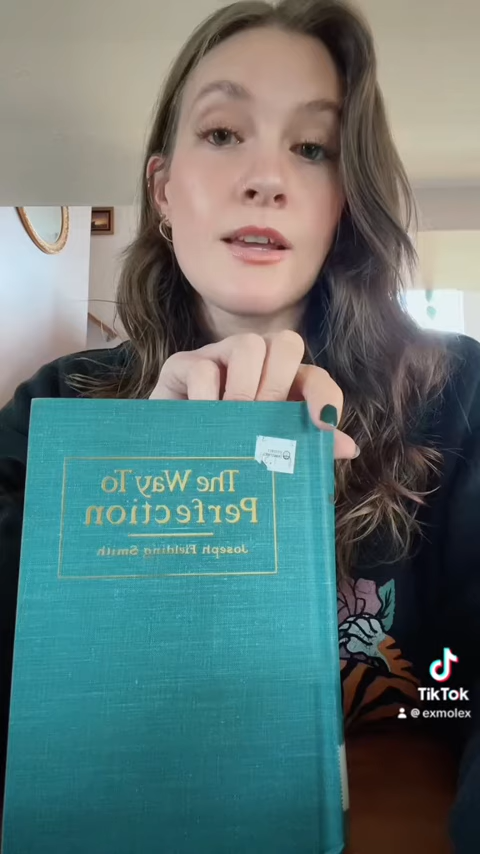 The Way To
Perfection
Joseph Fielding Smith
TikTok
@exmolex